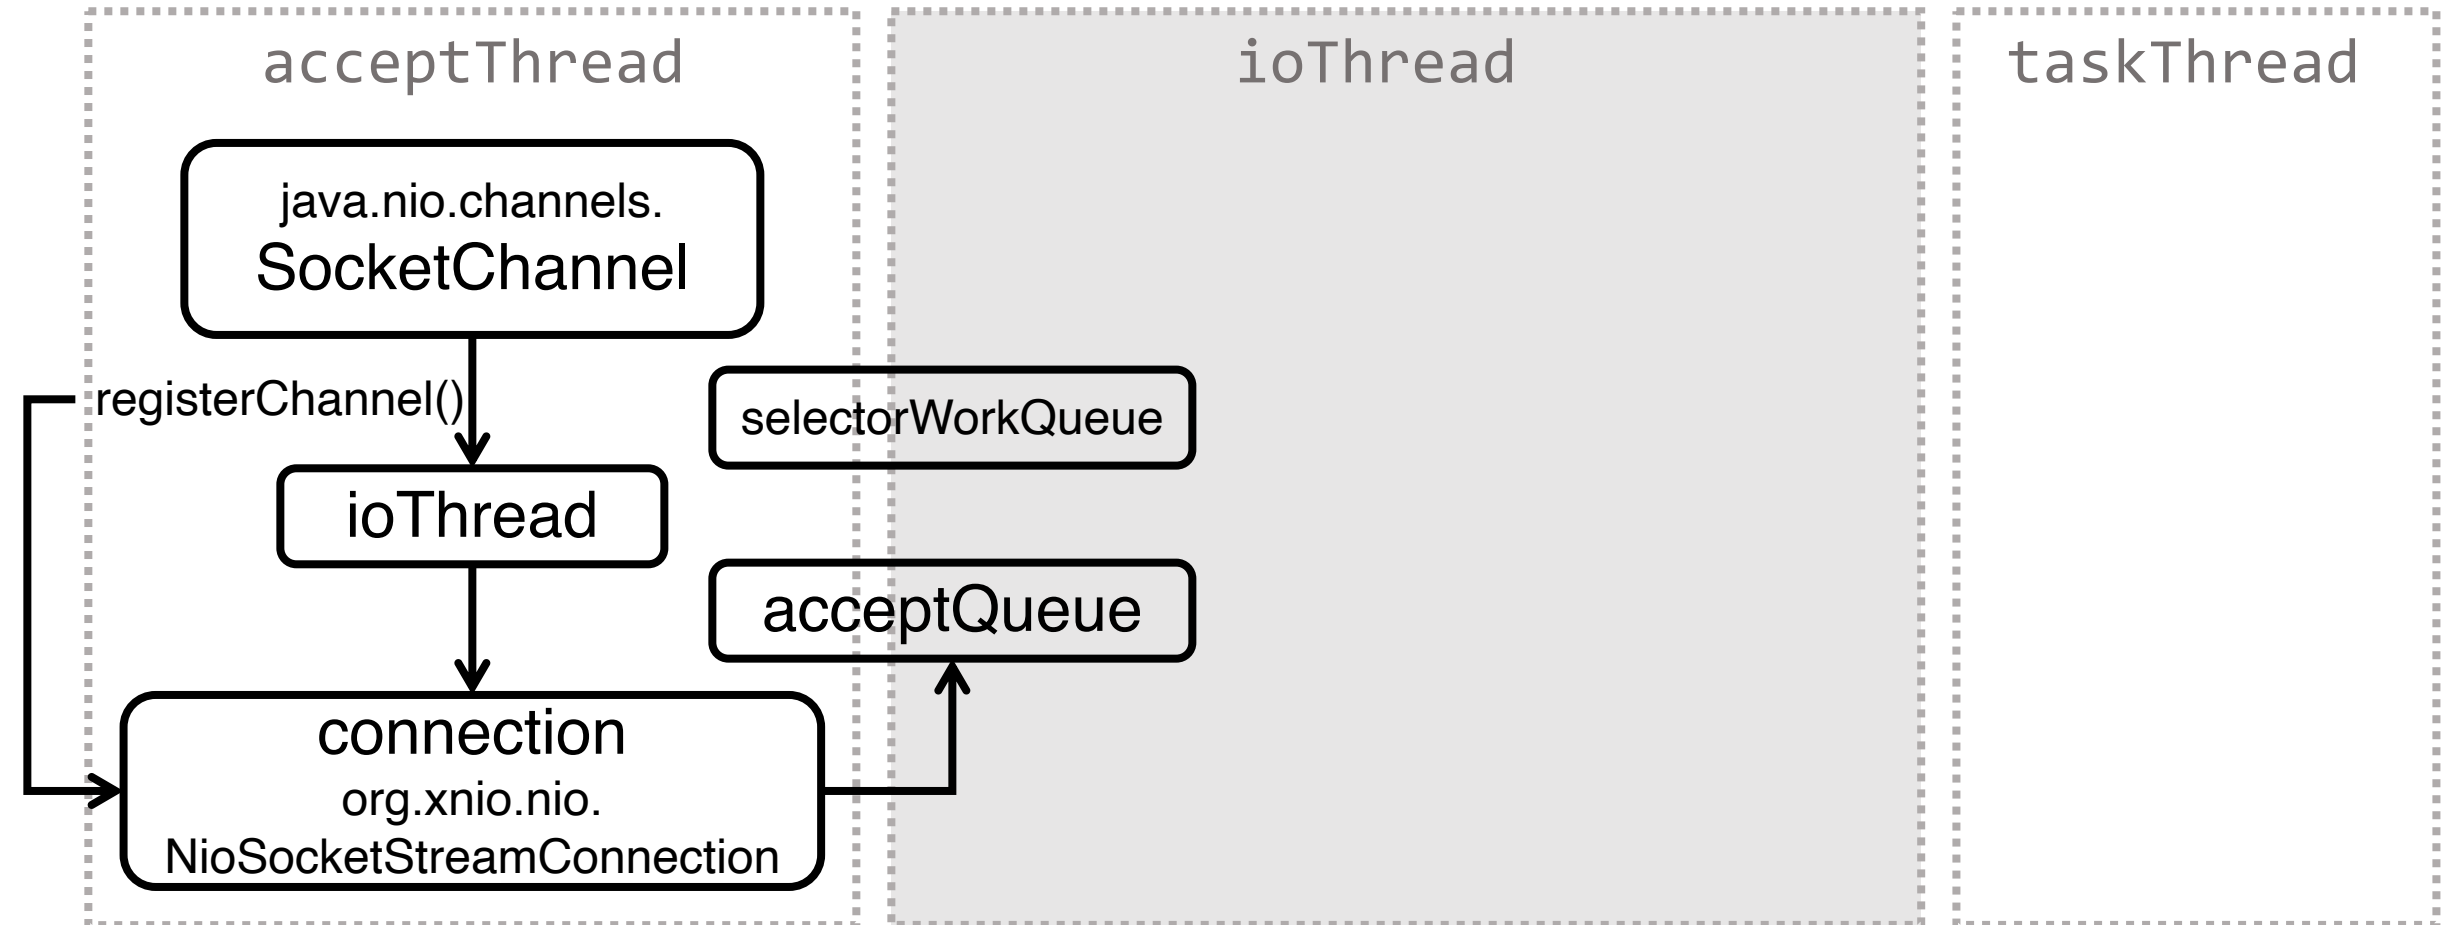 acceptThread
ioThread
taskThread
java.nio.channels.
SocketChannel
registerChannel()
selectorWorkQueue
ioThread
acceptQueue
connection
org.xnio.nio.
NioSocketStreamConnection